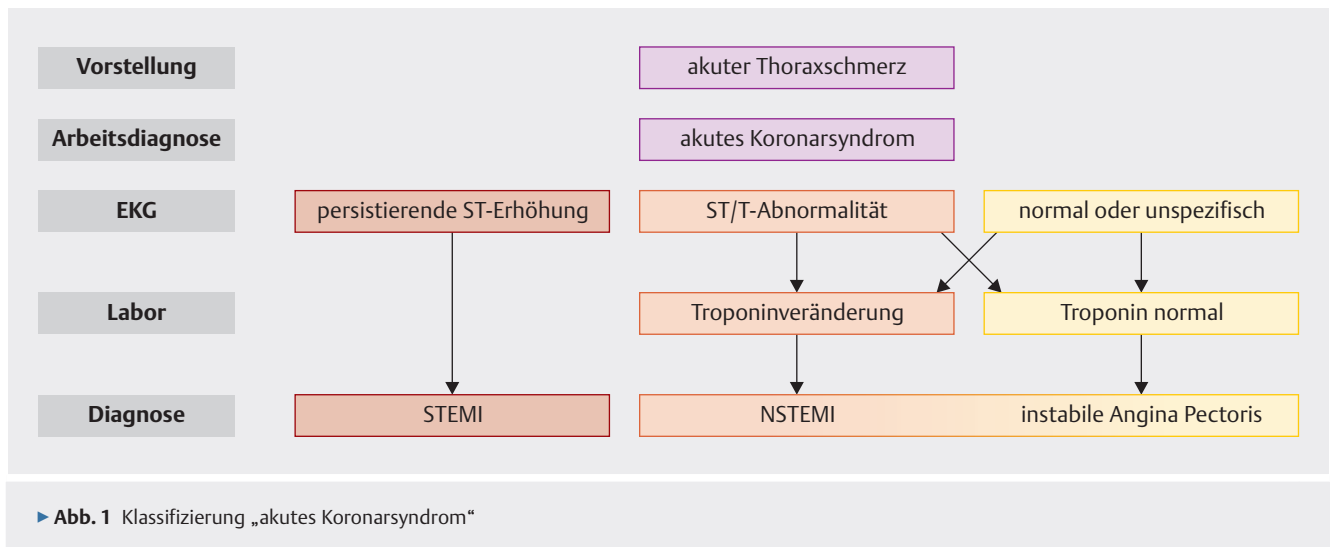 Vorstellung akuter Thoraxschmerz
Arbeitsdiagnose akutes Koronarsyndrom
EKG persistierende ST-Erhöhung ST/T-Abnormalität normal oder unspezifisch
Labor Troponinveränderung Troponin normal
Diagnose STEMI NSTEMI instabile Angina Pectoris
▶ Abb. 1 Klassifizierung „akutes Koronarsyndrom“